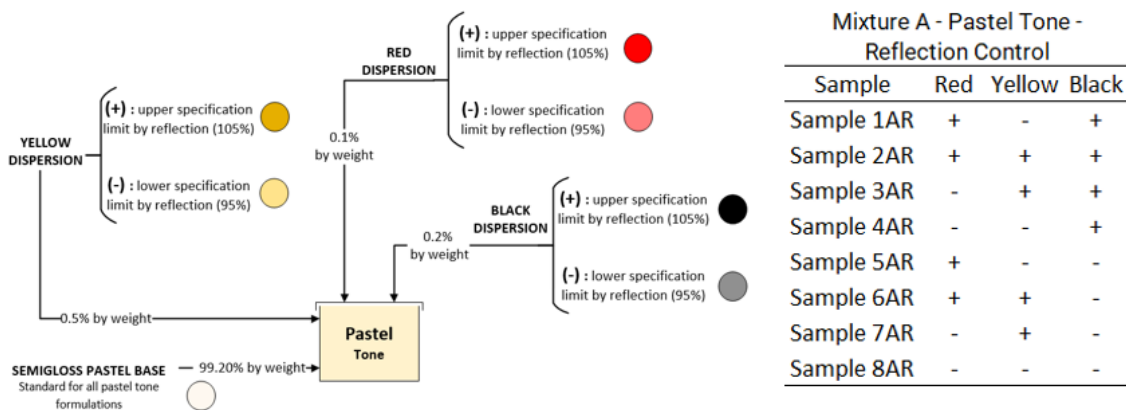 RED
DISPERSION
(+) : upper specification
limit by reflection (105%)
(-) : lower specification
limit by reflection (95%)
0.1%
by weight
YELLOW
DISPERSION
(+) : upper specification
limit by reflection (105%)
(-) : lower specification
limit by reflection (95%)
BLACK
DISPERSION
(+) : upper specification
limit by reflection (105%)
(-) : lower specification
limit by reflection (95%)
0.2%
by weight
0.5% by weight
Pastel
Tone
SEMIGLOSS PASTEL BASE
Standard for all pastel tone
formulations
99.20% by weight
Mixture A - Pastel Tone -
Reflection Control
Sample Red Yellow Black
Sample 1AR + - +
Sample 2AR + + +
Sample 3AR - + +
Sample 4AR - - +
Sample 5AR + - -
Sample 6AR + + -
Sample 7AR - + -
Sample 8AR - - -